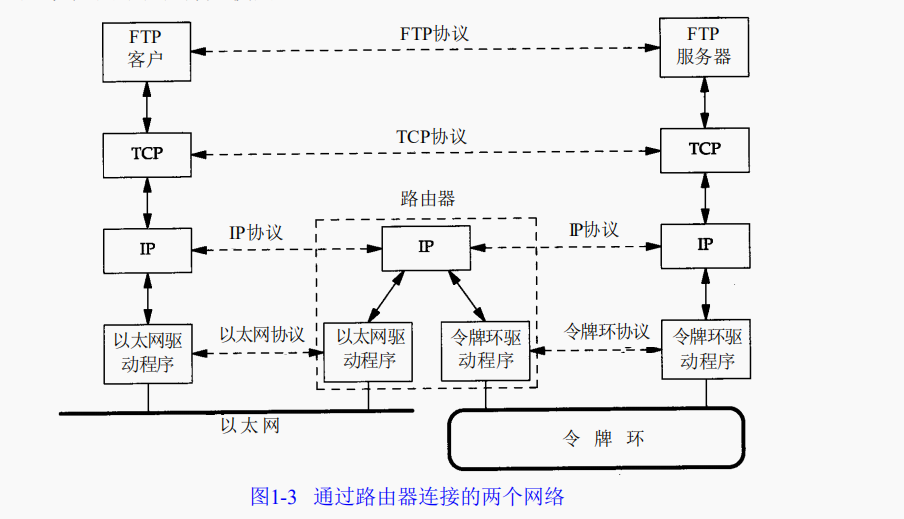 FTP
客户
FTP协议
FTP
服务器
TCP
TCP协议
TCP
路由器
IP
IP协议
IP
IP协议
IP
以太网驱
动程序
以太网协议
以太网驱
动程序
令牌环驱
动程序
令牌环协议
令牌环驱
动程序
以太网
令牌环
图1-3 通过路由器连接的两个网络